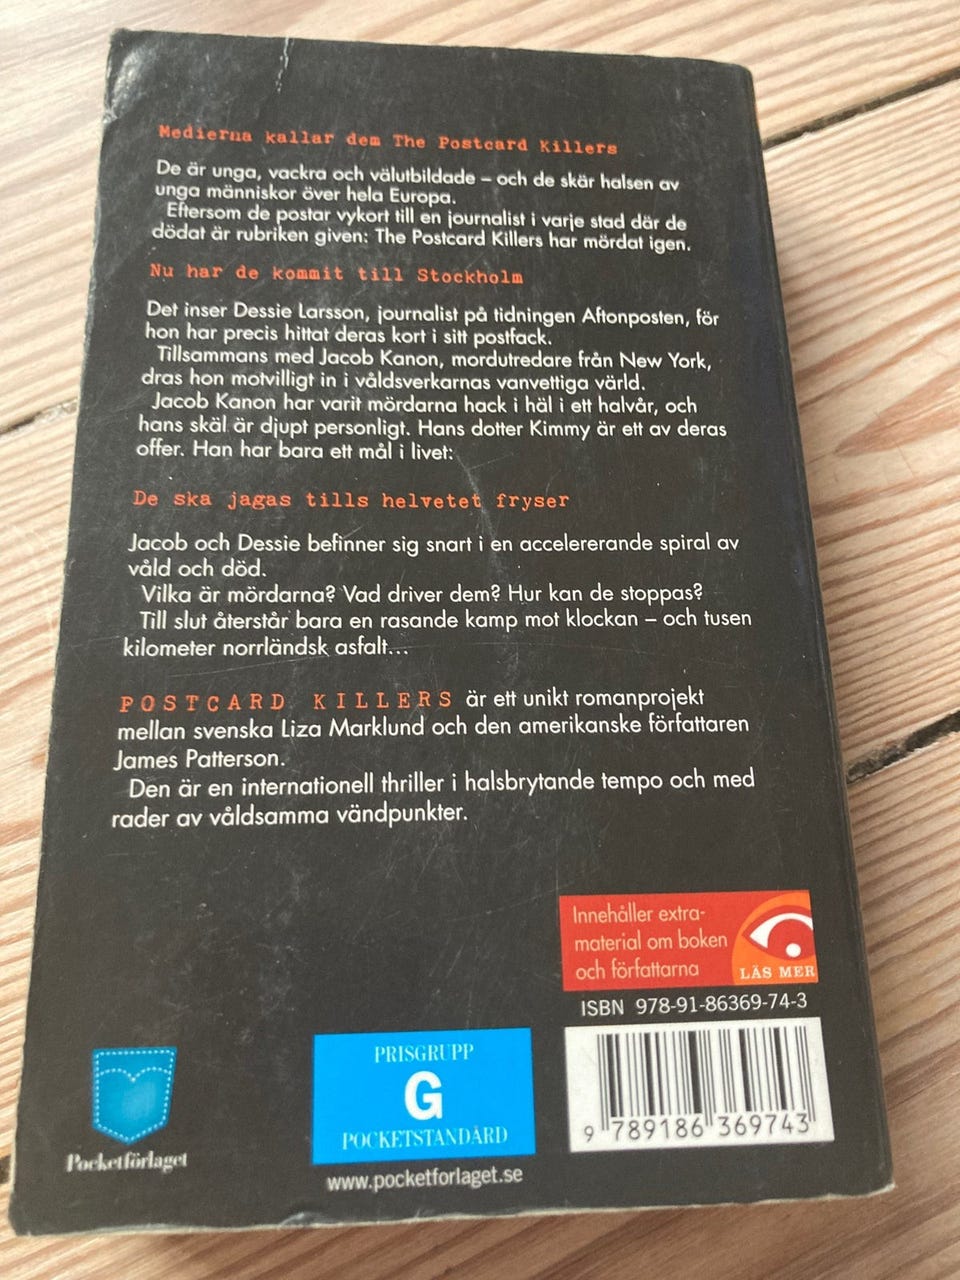 Medierna kallar dem The Postcard Killers
De är unga, vackra och välutbildade – och de skär halsen av
unga människor över hela Europa.
Eftersom de postar vykort till en journalist i varje stad där de
dödat är rubriken given: The Postcard Killers har mördat igen.
Nu har de kommit till Stockholm
Det inser Dessie Larsson, journalist på tidningen Aftonposten, för
hon har precis hittat deras kort i sitt postfack.
Tillsammans med Jacob Kanon, mordutredare från New York,
dras hon motvilligt in i våldsverkarnas vanvettiga värld.
Jacob Kanon har varit mördarna hack i häl i ett halvår, och
hans skäl är djupt personligt. Hans dotter Kimmy är ett av deras
offer. Han har bara ett mål i livet:
De ska jagas tills helvetet fryser
Jacob och Dessie befinner sig snart i en accelererande spiral av
våld och död.
Vilka är mördarna? Vad driver dem? Hur kan de stoppas?
Till slut återstår bara en rasande kamp mot klockan – och tusen
kilometer norrländsk asfalt...
POSTCARD KILLERS är ett unikt romanprojekt
mellan svenska Liza Marklund och den amerikanske författaren
James Patterson.
Den är en internationell thriller i halsbrytande tempo och med
rader av våldsamma vändpunkter.
Innehåller extra-
material om boken
och författarna
LÄS MER
ISBN 978-91-86369-74-3
9 789186 369743
PRISGRUPP
G
POCKETSTANDARD
www.pocketforlaget.se
Pocketförlaget